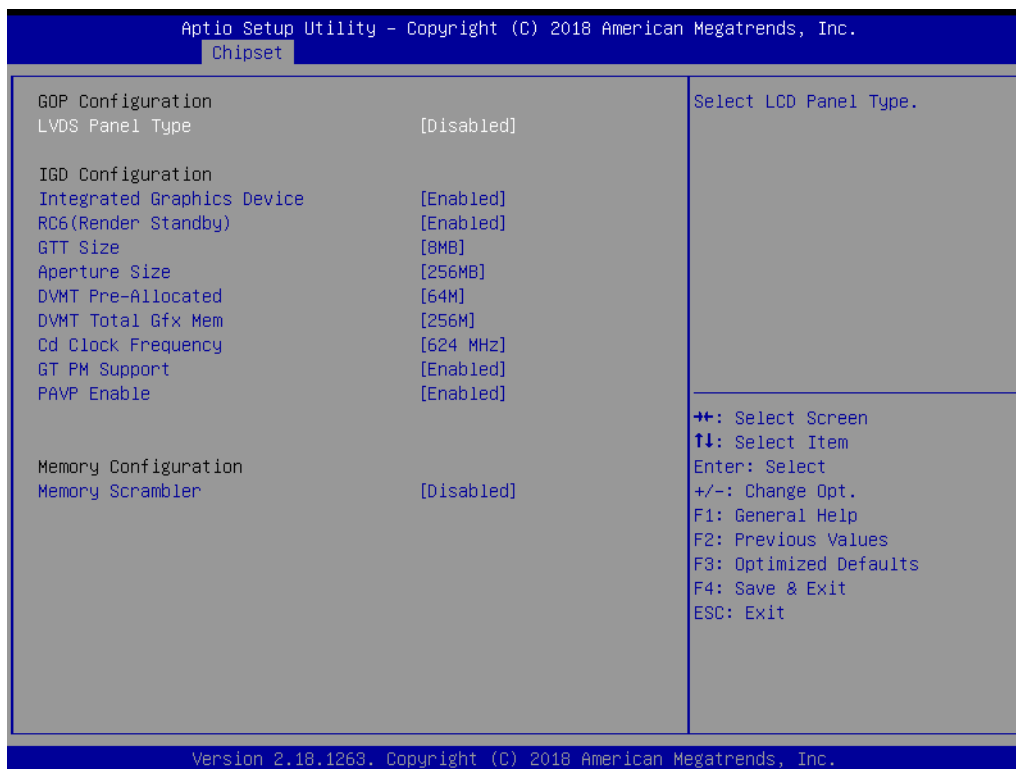 Aptio Setup Utility – Copyright (C) 2018 American Megatrends, Inc.
Chipset
GOP Configuration
LVDS Panel Type [Disabled]
IGD Configuration
Integrated Graphics Device [Enabled]
RC6(Render Standby) [Enabled]
GTT Size [8MB]
Aperture Size [256MB]
DVMT Pre-Allocated [64M]
DVMT Total Gfx Mem [256M]
Cd Clock Frequency [624 MHz]
GT PM Support [Enabled]
PAVP Enable [Enabled]
Memory Configuration
Memory Scrambler [Disabled]
Select LCD Panel Type.
→←: Select Screen
↑↓: Select Item
Enter: Select
+/-: Change Opt.
F1: General Help
F2: Previous Values
F3: Optimized Defaults
F4: Save & Exit
ESC: Exit
Version 2.18.1263. Copyright (C) 2018 American Megatrends, Inc.